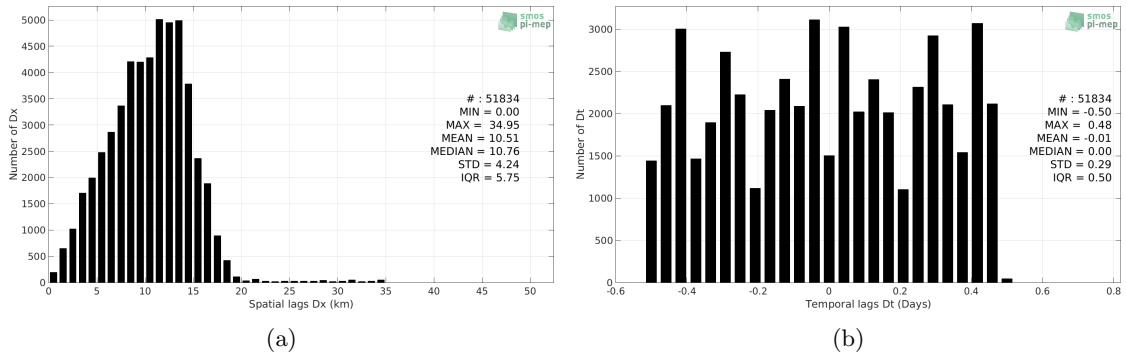 5000
4500
4000
3500
3000
2500
2000
1500
1000
500
0
Number of Dx
0 5 10 15 20 25 30 35 40 45 50
Spatial lags Dx (km)
smos
pi-mep
# : 51834
MIN = 0.00
MAX = 34.95
MEAN = 10.51
MEDIAN = 10.76
STD = 4.24
IQR = 5.75
(a)
3000
2500
2000
1500
1000
500
0
Number of Dt
-0.6 -0.4 -0.2 0 0.2 0.4 0.6 0.8
Temporal lags Dt (Days)
smos
pi-mep
# : 51834
MIN = -0.50
MAX = 0.48
MEAN = -0.01
MEDIAN = 0.00
STD = 0.29
IQR = 0.50
(b)